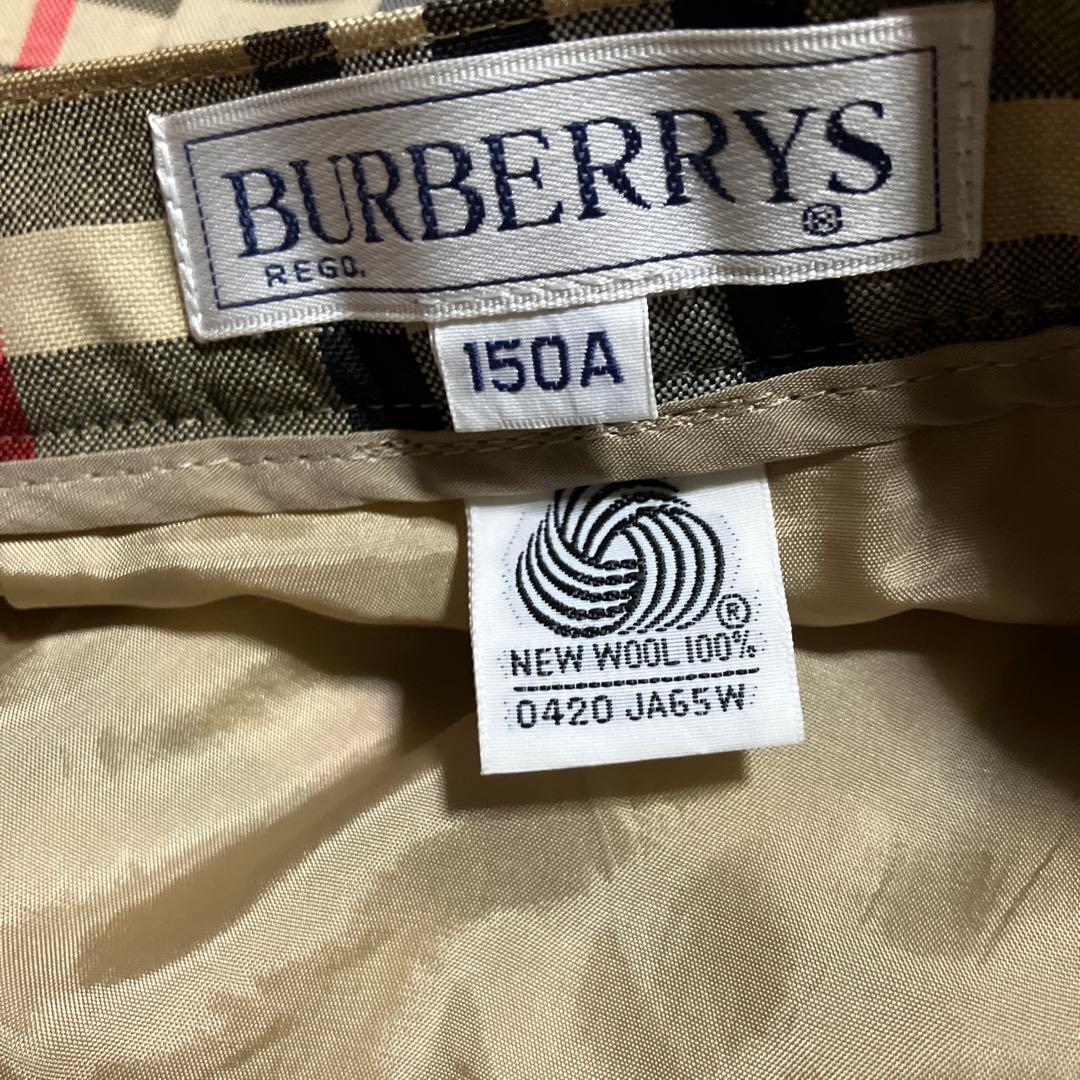 BURBERRYS
REGD. ®
150A
®
NEW WOOL 100%
0420 JA65W